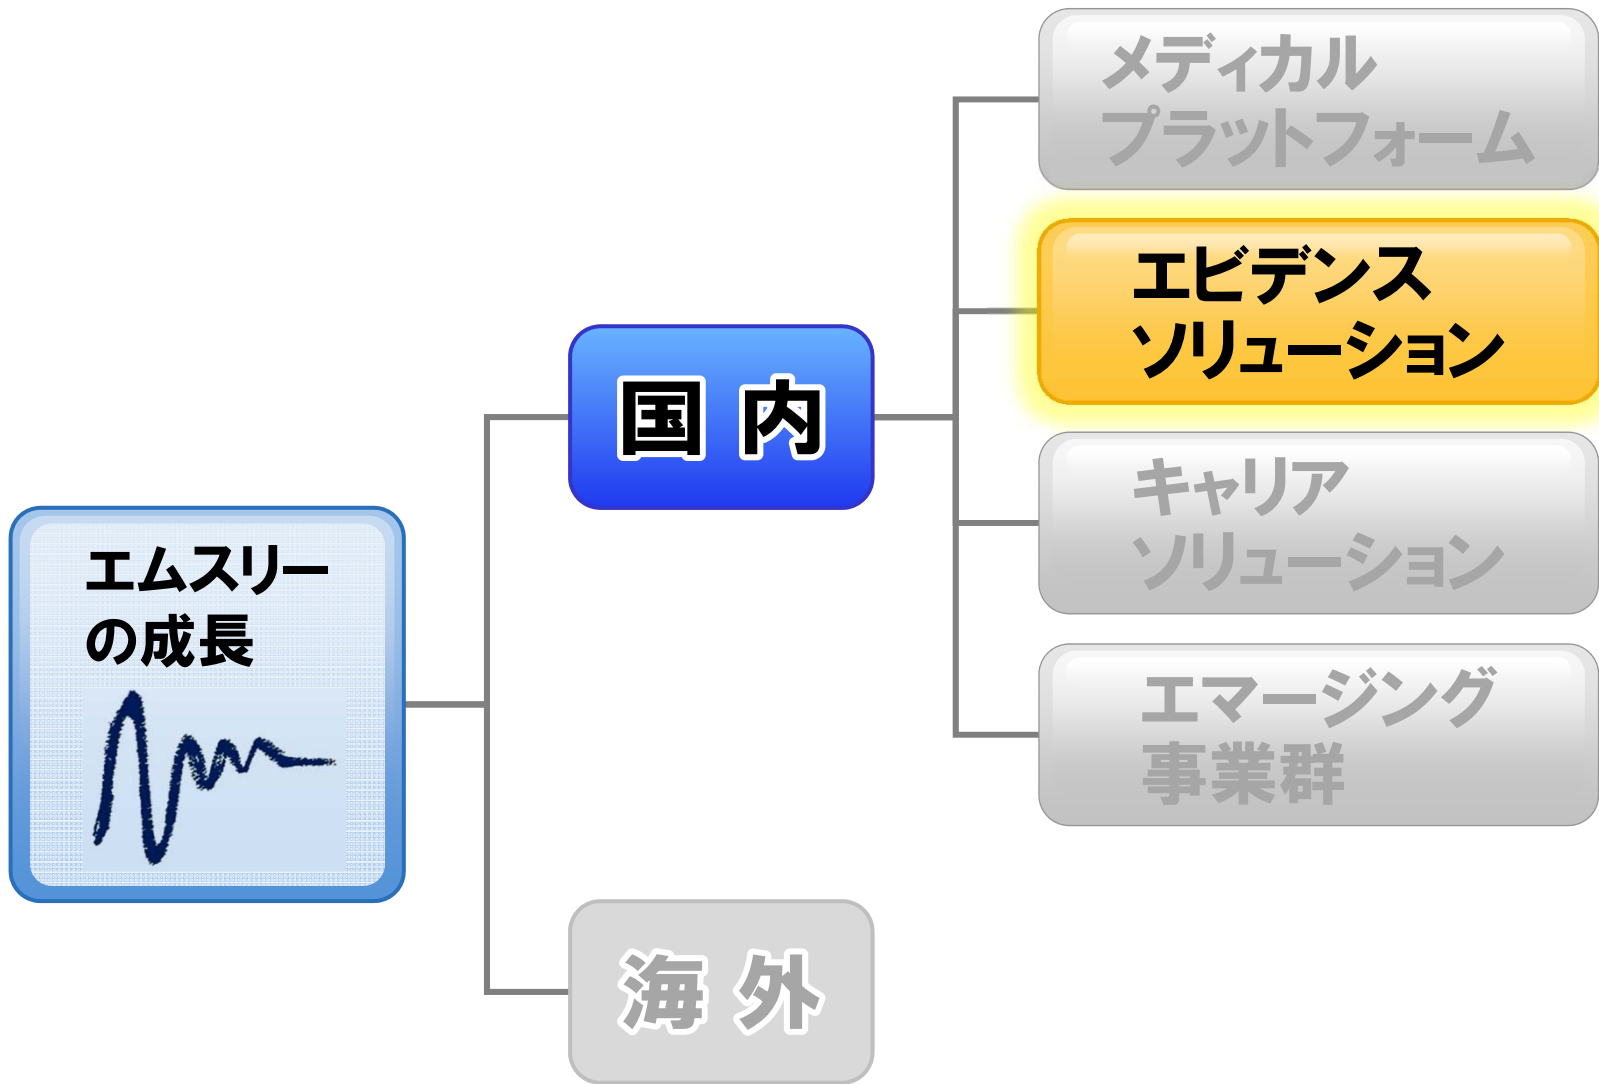 メディカル
プラットフォーム
エビデンス
ソリューション
国内
キャリア
ソリューション
エムスリー
の成長
エマージング
事業群
海外